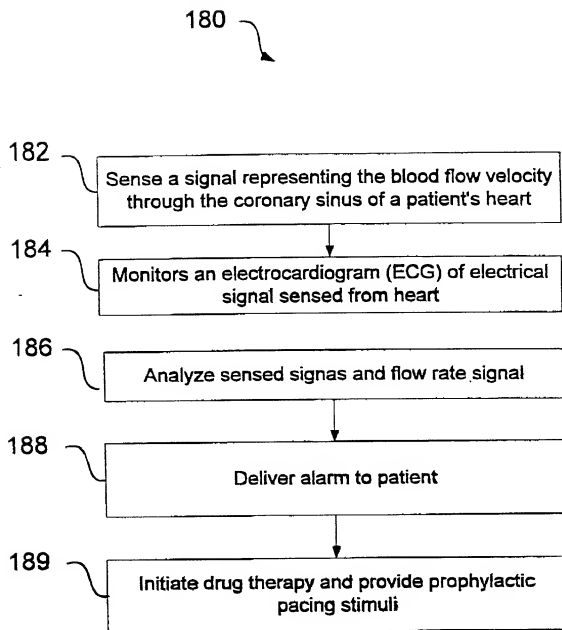 180
182
Sense a signal representing the blood flow velocity
through the coronary sinus of a patient's heart
184
Monitors an electrocardiogram (ECG) of electrical
signal sensed from heart
186
Analyze sensed signas and flow rate signal
188
Deliver alarm to patient
189
Initiate drug therapy and provide prophylactic
pacing stimuli